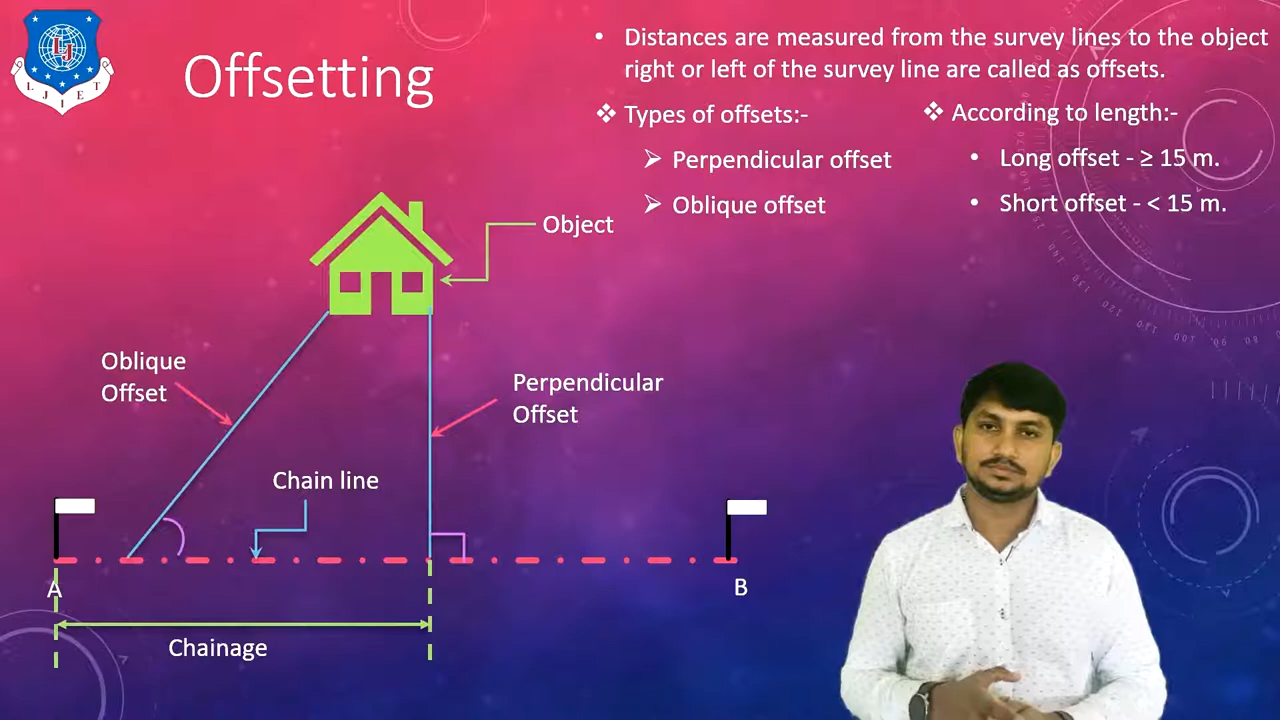 LJ
L J I E T
Offsetting
• Distances are measured from the survey lines to the object
right or left of the survey line are called as offsets.
❖ Types of offsets:-
➢ Perpendicular offset
➢ Oblique offset
❖ According to length:-
• Long offset - ≥ 15 m.
• Short offset - < 15 m.
Object
Oblique
Offset
Perpendicular
Offset
Chain line
A
B
Chainage